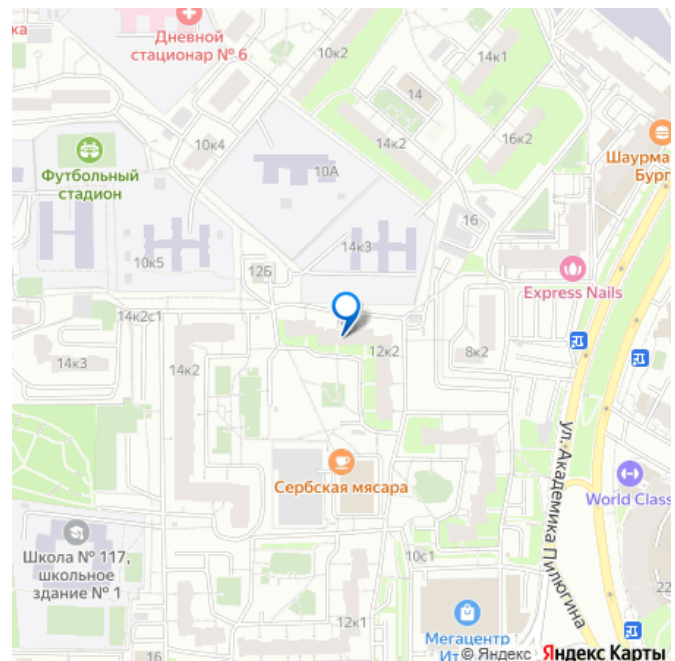 ка
Дневной
стационар № 6
10к2
14к1
14
14к2
16к2
Шаурма
Бург
10к4
Футбольный
стадион
10А
16
14к3
10к5
12Б
Express Nails
14к2с1
14к3
14к2
12к2
8к2
ул. Академика Пилюгина
Сербская мясара
World Class
Школа № 117,
школьное
здание № 1
10с1
22
12к1
Мегацентр
Ит
16
© Яндекс
Яндекс Карты